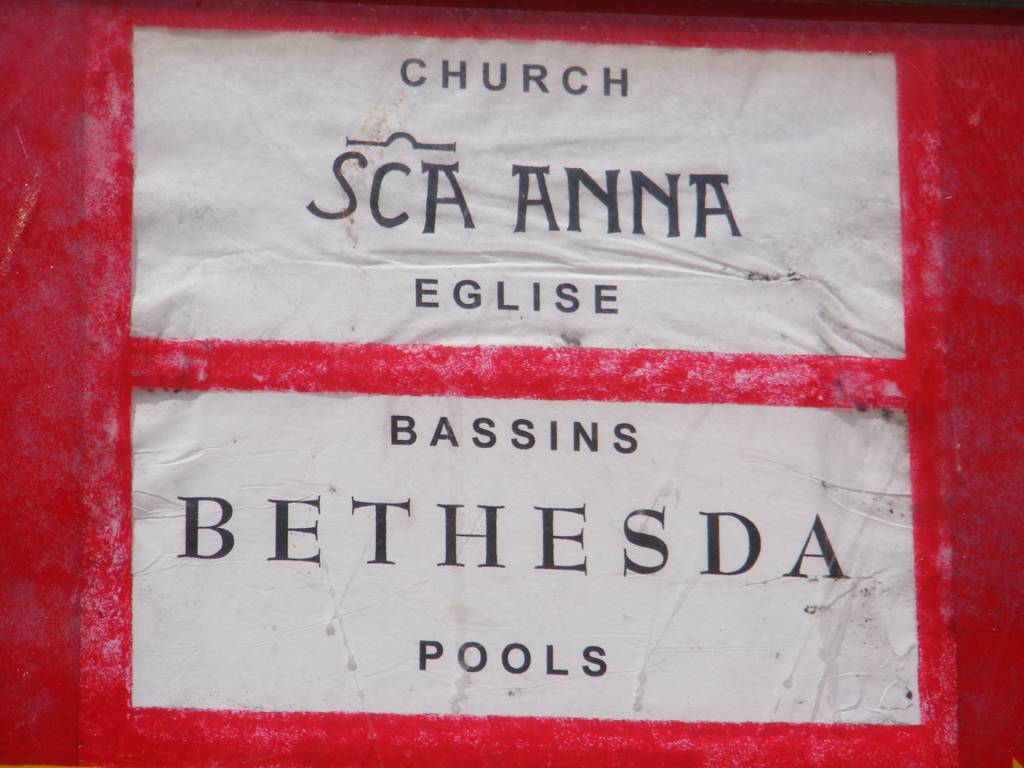 CHURCH
SCA ANNA
EGLISE
BASSINS
BETHESDA
POOLS